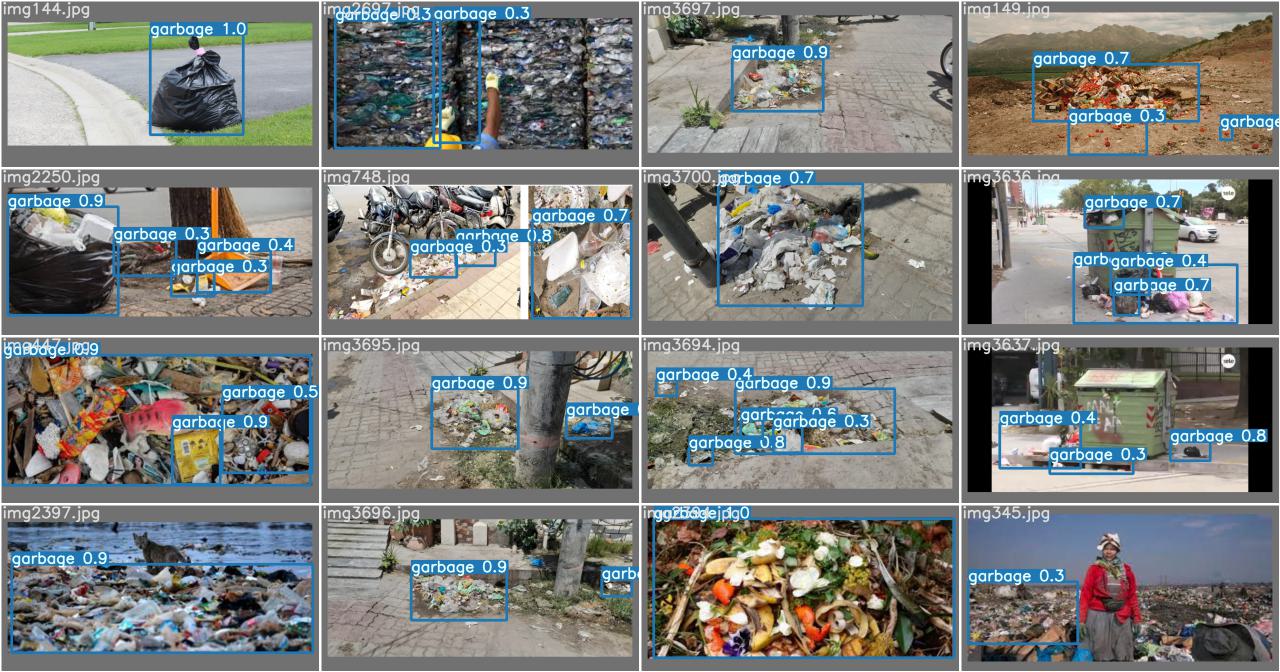 img144.jpg
garbage 1.0
garbage 0.3
garbage 0.3
img3697.jpg
garbage 0.9
img149.jpg
garbage 0.7
garbage 0.3
garbage
img2250.jpg
garbage 0.9
garbage 0.3
garbage 0.4
garbage 0.3
img748.jpg
garbage 0.8
garbage 0.3
garbage 0.7
img3700.jpg
garbage 0.7
img3636.jpg
garbage 0.7
garb
garbage 0.4
garbage 0.7
img447.jpg
garbage 0.9
garbage 0.5
garbage 0.9
img3695.jpg
garbage 0.9
garbage
img3694.jpg
garbage 0.4
garbage 0.9
garbage 0.6
garbage 0.3
garbage 0.8
img3637.jpg
garbage 0.4
garbage 0.8
garbage 0.3
img2397.jpg
garbage 0.9
img3696.jpg
garbage 0.9
garb
garbage 1.0
img345.jpg
garbage 0.3